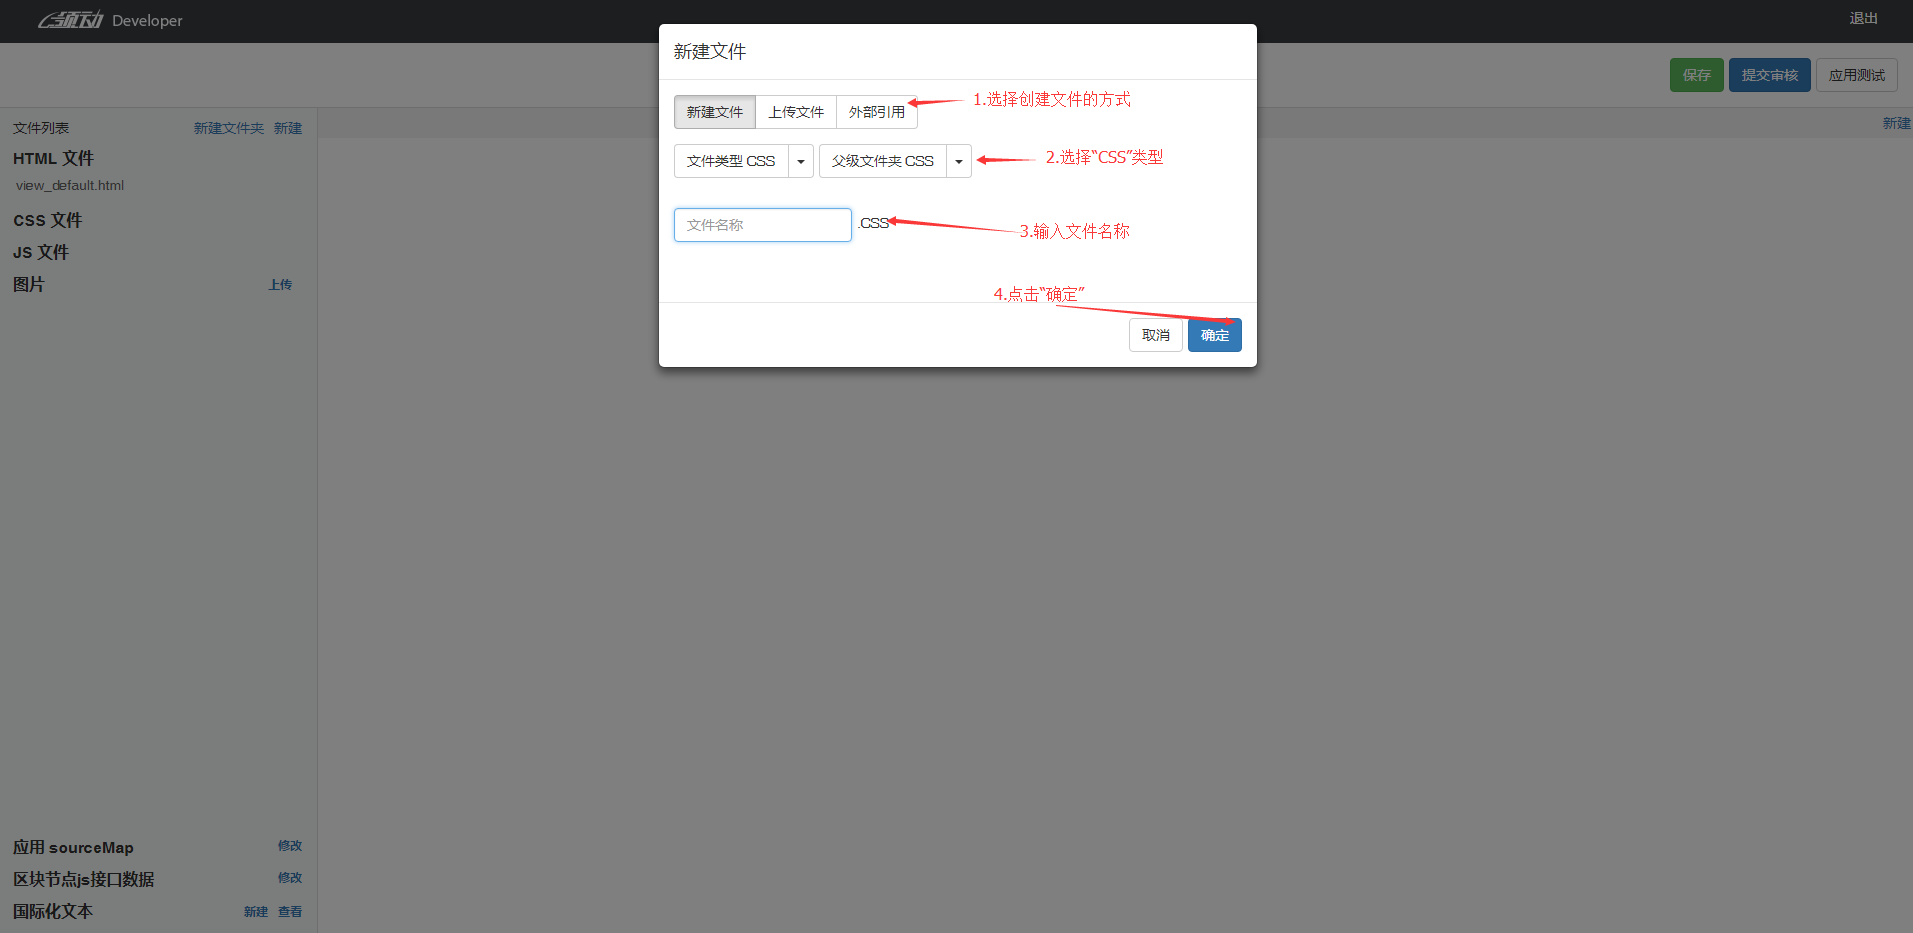 领动 Developer
退出
新建文件
保存 提交审核 应用测试
新建文件 上传文件 外部引用
1.选择创建文件的方式
文件列表 新建文件夹 新建
新建
HTML 文件
文件类型 CSS 父级文件夹 CSS
2.选择“CSS”类型
view_default.html
CSS 文件
文件名称 .CSS
3.输入文件名称
JS 文件
图片 上传
4.点击“确定”
取消 确定
应用 sourceMap 修改
区块节点js接口数据 修改
国际化文本 新建 查看